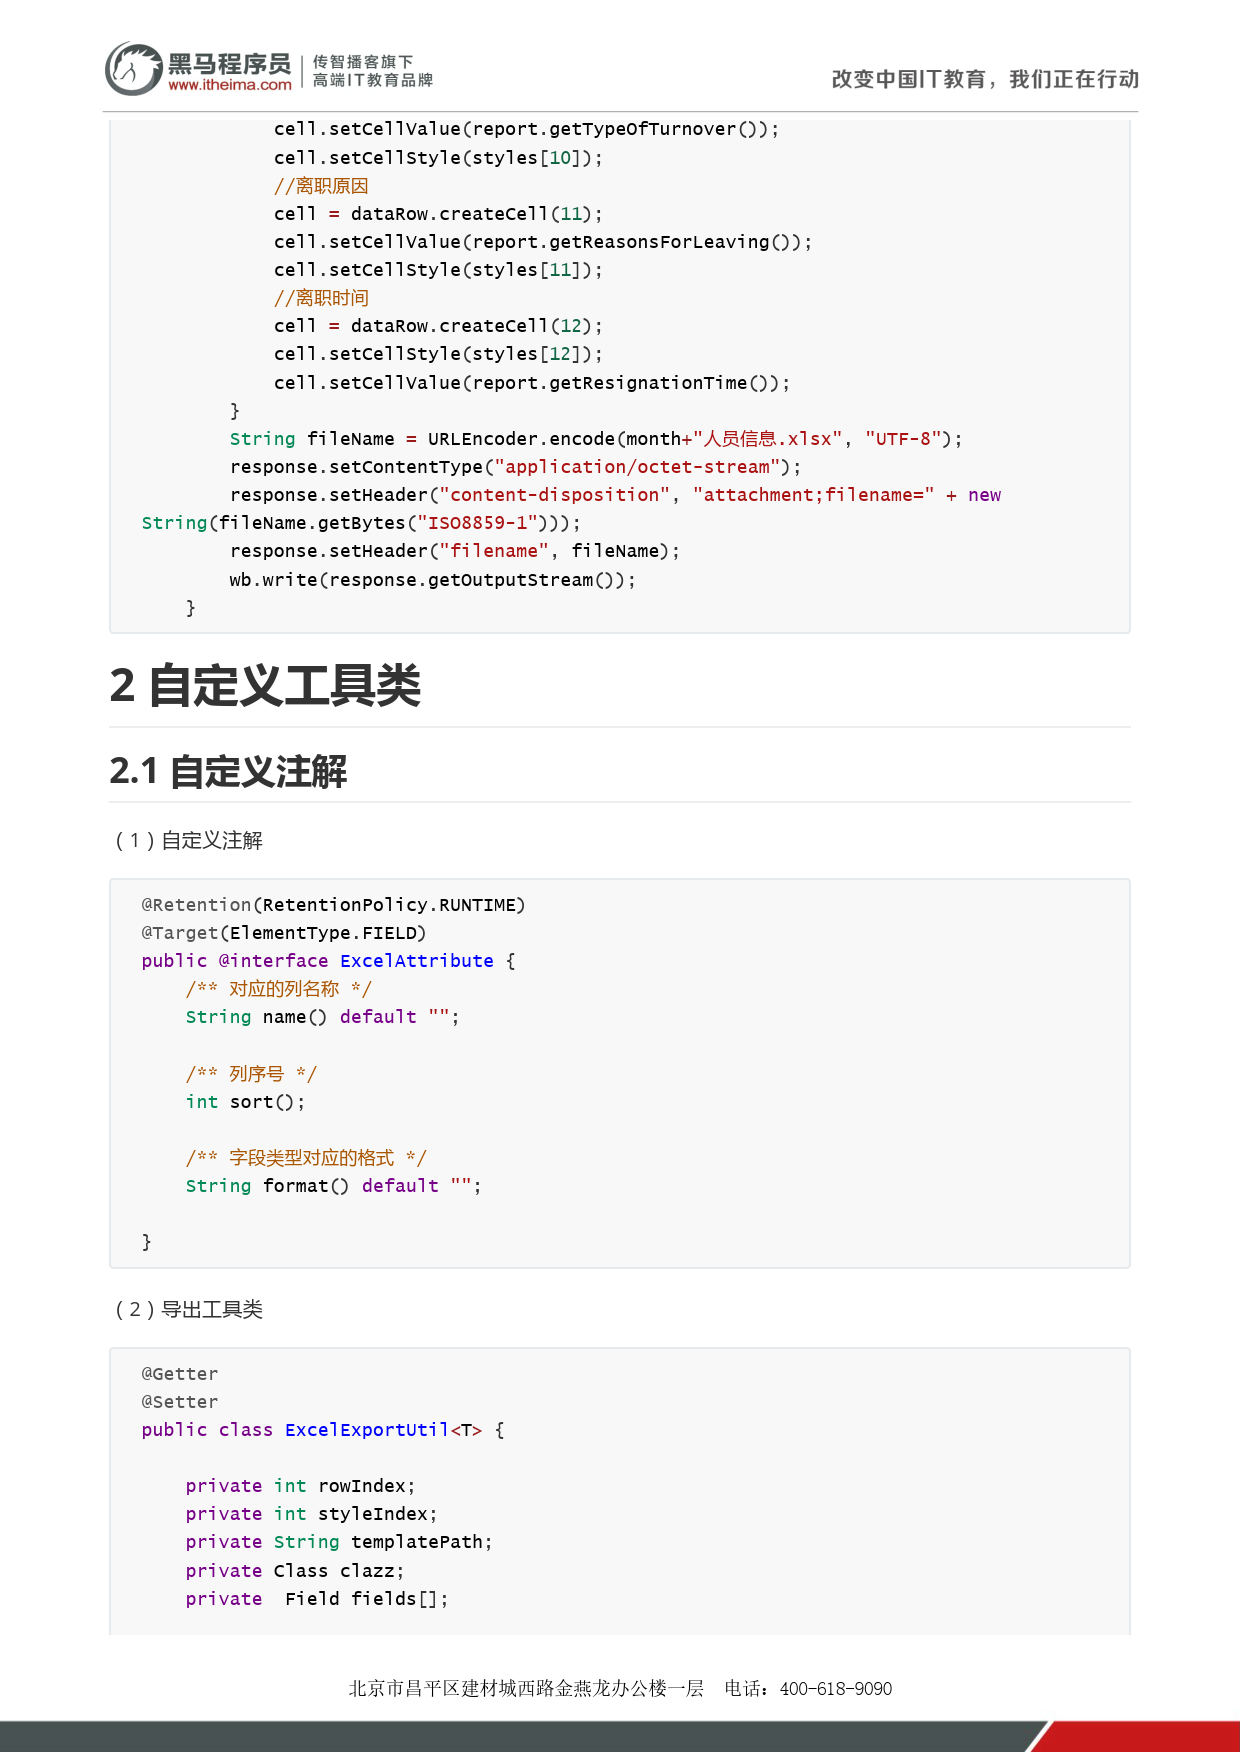 黑马程序员
www.itheima.com
传智播客旗下
高端IT教育品牌
改变中国IT教育，我们正在行动
            cell.setCellValue(report.getTypeOfTurnover());
            cell.setCellStyle(styles[10]);
            //离职原因
            cell = dataRow.createCell(11);
            cell.setCellValue(report.getReasonsForLeaving());
            cell.setCellStyle(styles[11]);
            //离职时间
            cell = dataRow.createCell(12);
            cell.setCellStyle(styles[12]);
            cell.setCellValue(report.getResignationTime());
        }
        String fileName = URLEncoder.encode(month+"人员信息.xlsx", "UTF-8");
        response.setContentType("application/octet-stream");
        response.setHeader("content-disposition", "attachment;filename=" + new
String(fileName.getBytes("ISO8859-1")));
        response.setHeader("filename", fileName);
        wb.write(response.getOutputStream());
    }
2 自定义工具类
2.1 自定义注解
（1）自定义注解
@Retention(RetentionPolicy.RUNTIME)
@Target(ElementType.FIELD)
public @interface ExcelAttribute {
    /** 对应的列名称 */
    String name() default "";
    /** 列序号 */
    int sort();
    /** 字段类型对应的格式 */
    String format() default "";
}
（2）导出工具类
@Getter
@Setter
public class ExcelExportUtil<T> {
    private int rowIndex;
    private int styleIndex;
    private String templatePath;
    private Class clazz;
    private  Field fields[];
北京市昌平区建材城西路金燕龙办公楼一层 电话：400-618-9090